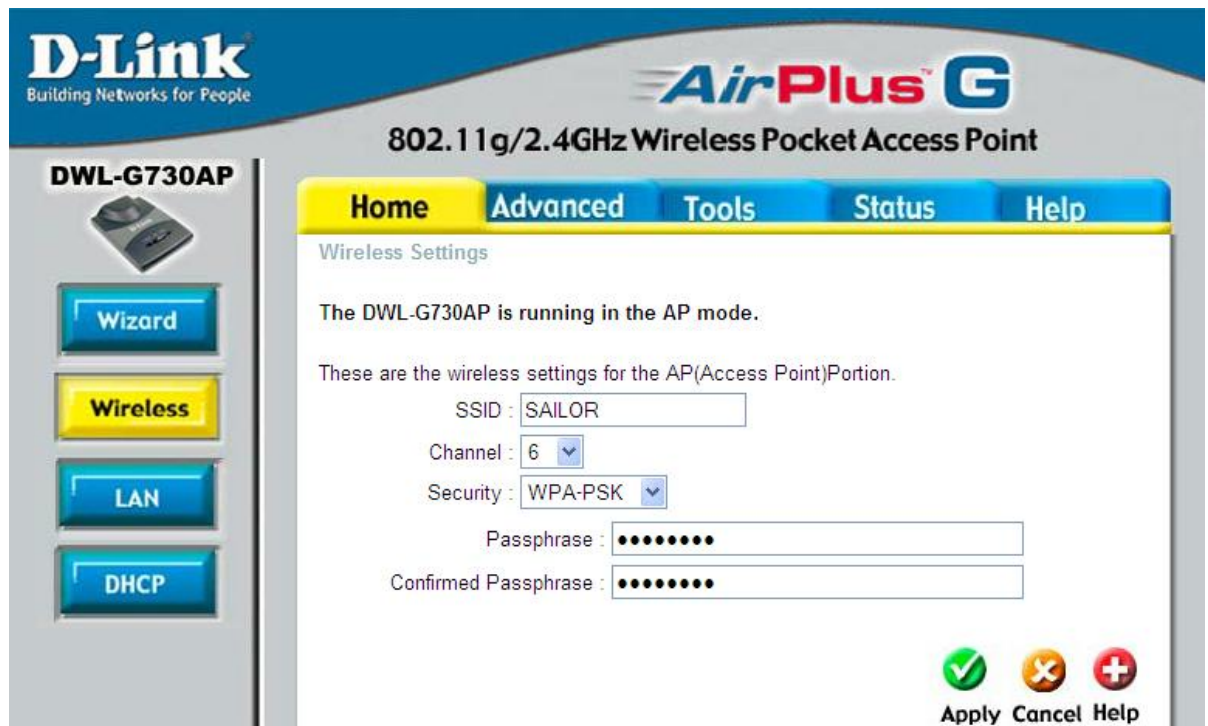 D-Link
Building Networks for People
AirPlus™ G
802.11g/2.4GHz Wireless Pocket Access Point
DWL-G730AP
Home Advanced Tools Status Help
Wizard
Wireless
LAN
DHCP
Wireless Settings
The DWL-G730AP is running in the AP mode.
These are the wireless settings for the AP(Access Point)Portion.
SSID : SAILOR
Channel : 6
Security : WPA-PSK
Passphrase : ••••••••
Confirmed Passphrase : ••••••••
Apply Cancel Help